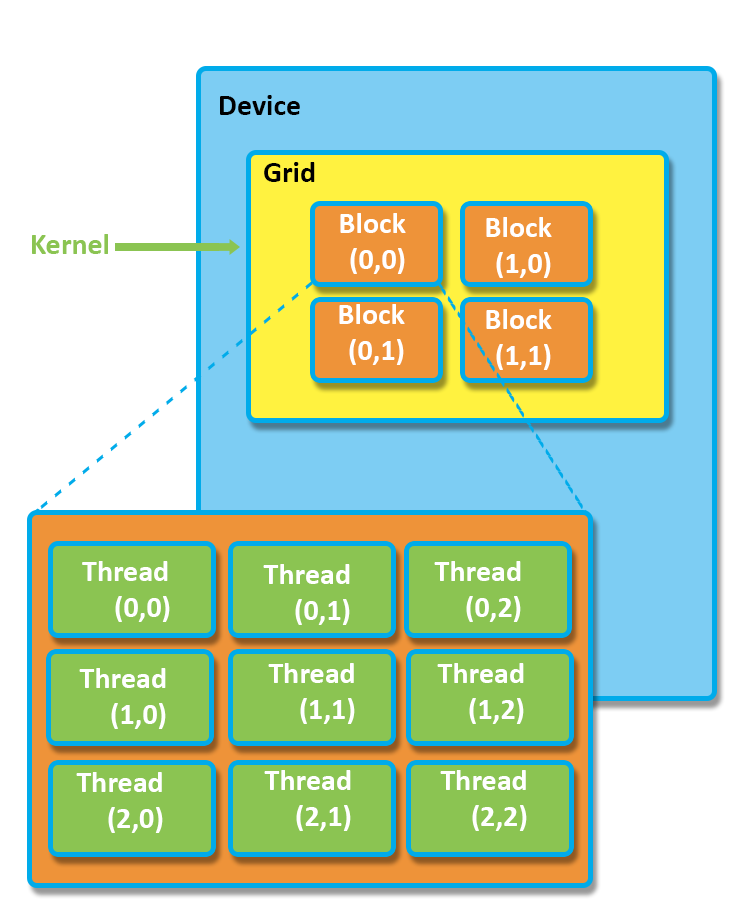 Device
Grid
Kernel
Block
(0,0)
Block
(1,0)
Block
(0,1)
Block
(1,1)
Thread
(0,0)
Thread
(0,1)
Thread
(0,2)
Thread
(1,0)
Thread
(1,1)
Thread
(1,2)
Thread
(2,0)
Thread
(2,1)
Thread
(2,2)